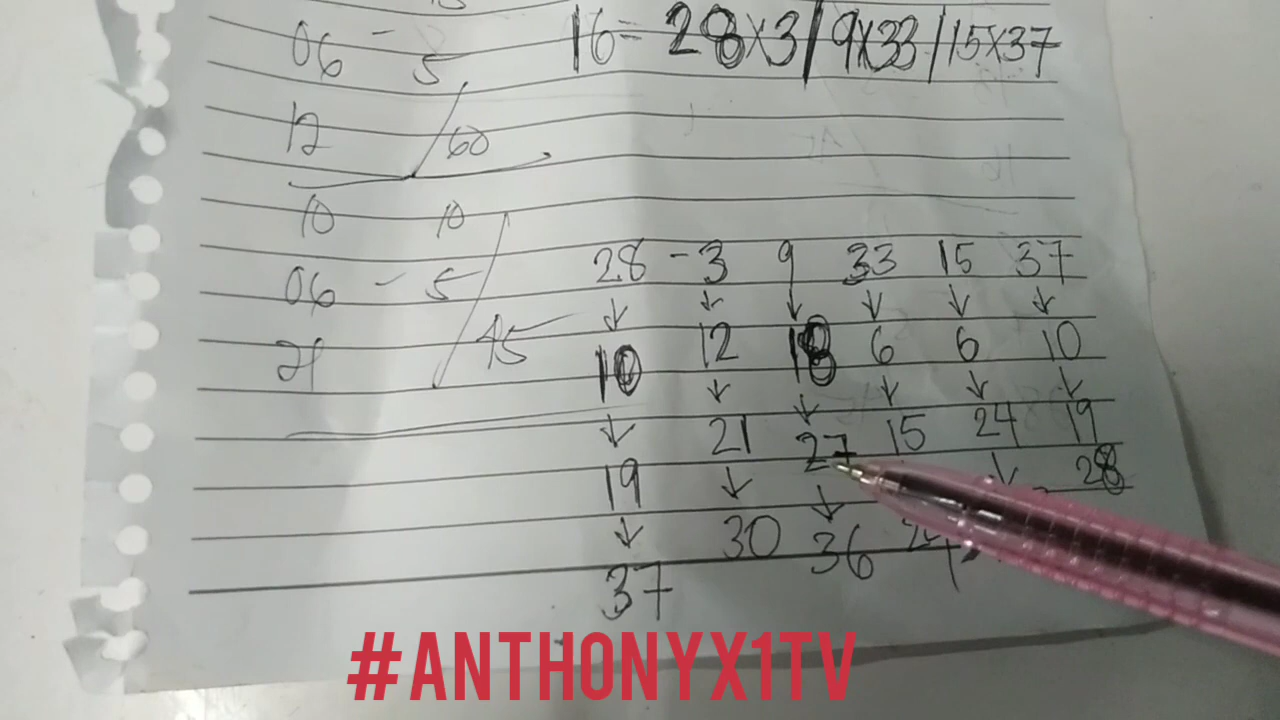 06 - 5 16= 28x3/9x33/15x37
12 / 60
10 10
06 - 5 28 - 3 9 33 15 37
21 / 45 10 12 18 6 6 10
19 21 27 15 24 19
37 30 36 24 28
#ANTHONYX1TV